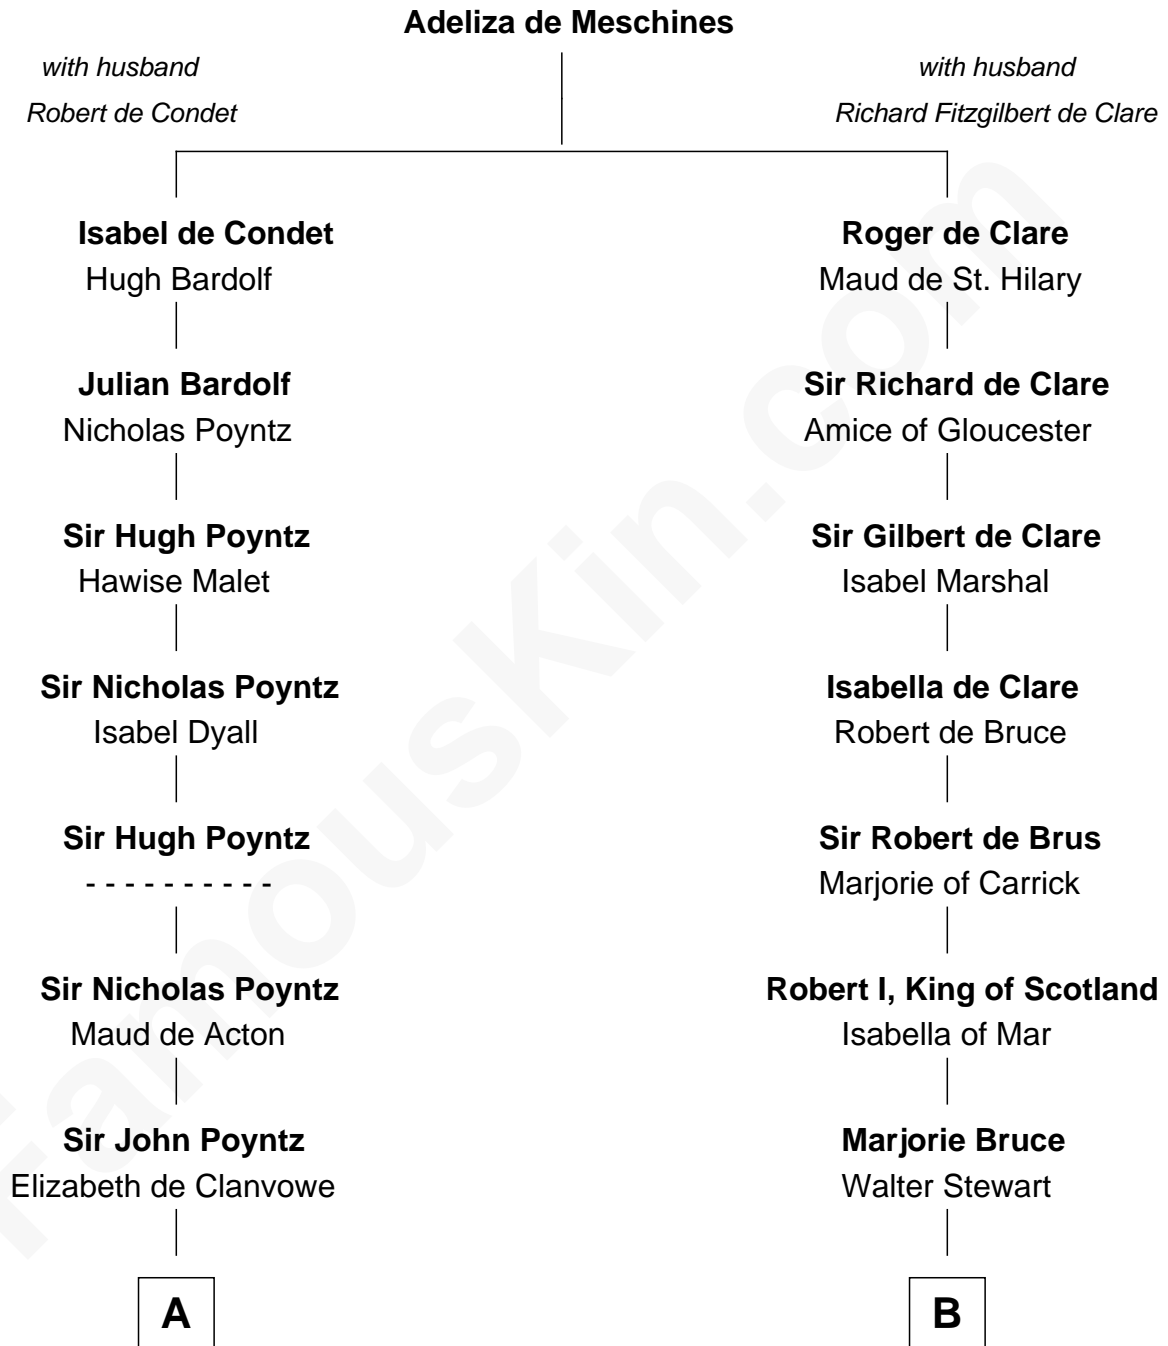 Adeliza de Meschines
with husband
Robert de Condet
with husband
Richard Fitzgilbert de Clare
Isabel de Condet
Hugh Bardolf
Roger de Clare
Maud de St. Hilary
Julian Bardolf
Nicholas Poyntz
Sir Richard de Clare
Amice of Gloucester
Sir Hugh Poyntz
Hawise Malet
Sir Gilbert de Clare
Isabel Marshal
Sir Nicholas Poyntz
Isabel Dyall
Isabella de Clare
Robert de Bruce
Sir Hugh Poyntz
- - - - - - - - - -
Sir Robert de Brus
Marjorie of Carrick
Sir Nicholas Poyntz
Maud de Acton
Robert I, King of Scotland
Isabella of Mar
Sir John Poyntz
Elizabeth de Clanvowe
Marjorie Bruce
Walter Stewart
A
B
FamousKin.com